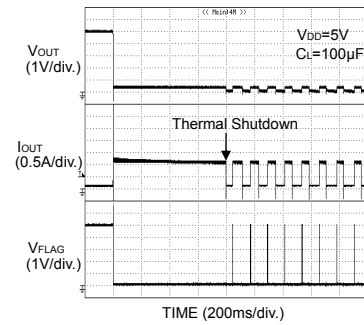 << Main:4M >>
VDD=5V
CL=100μF
VOUT
(1V/div.)
Thermal Shutdown
IOUT
(0.5A/div.)
VFLAG
(1V/div.)
TIME (200ms/div.)